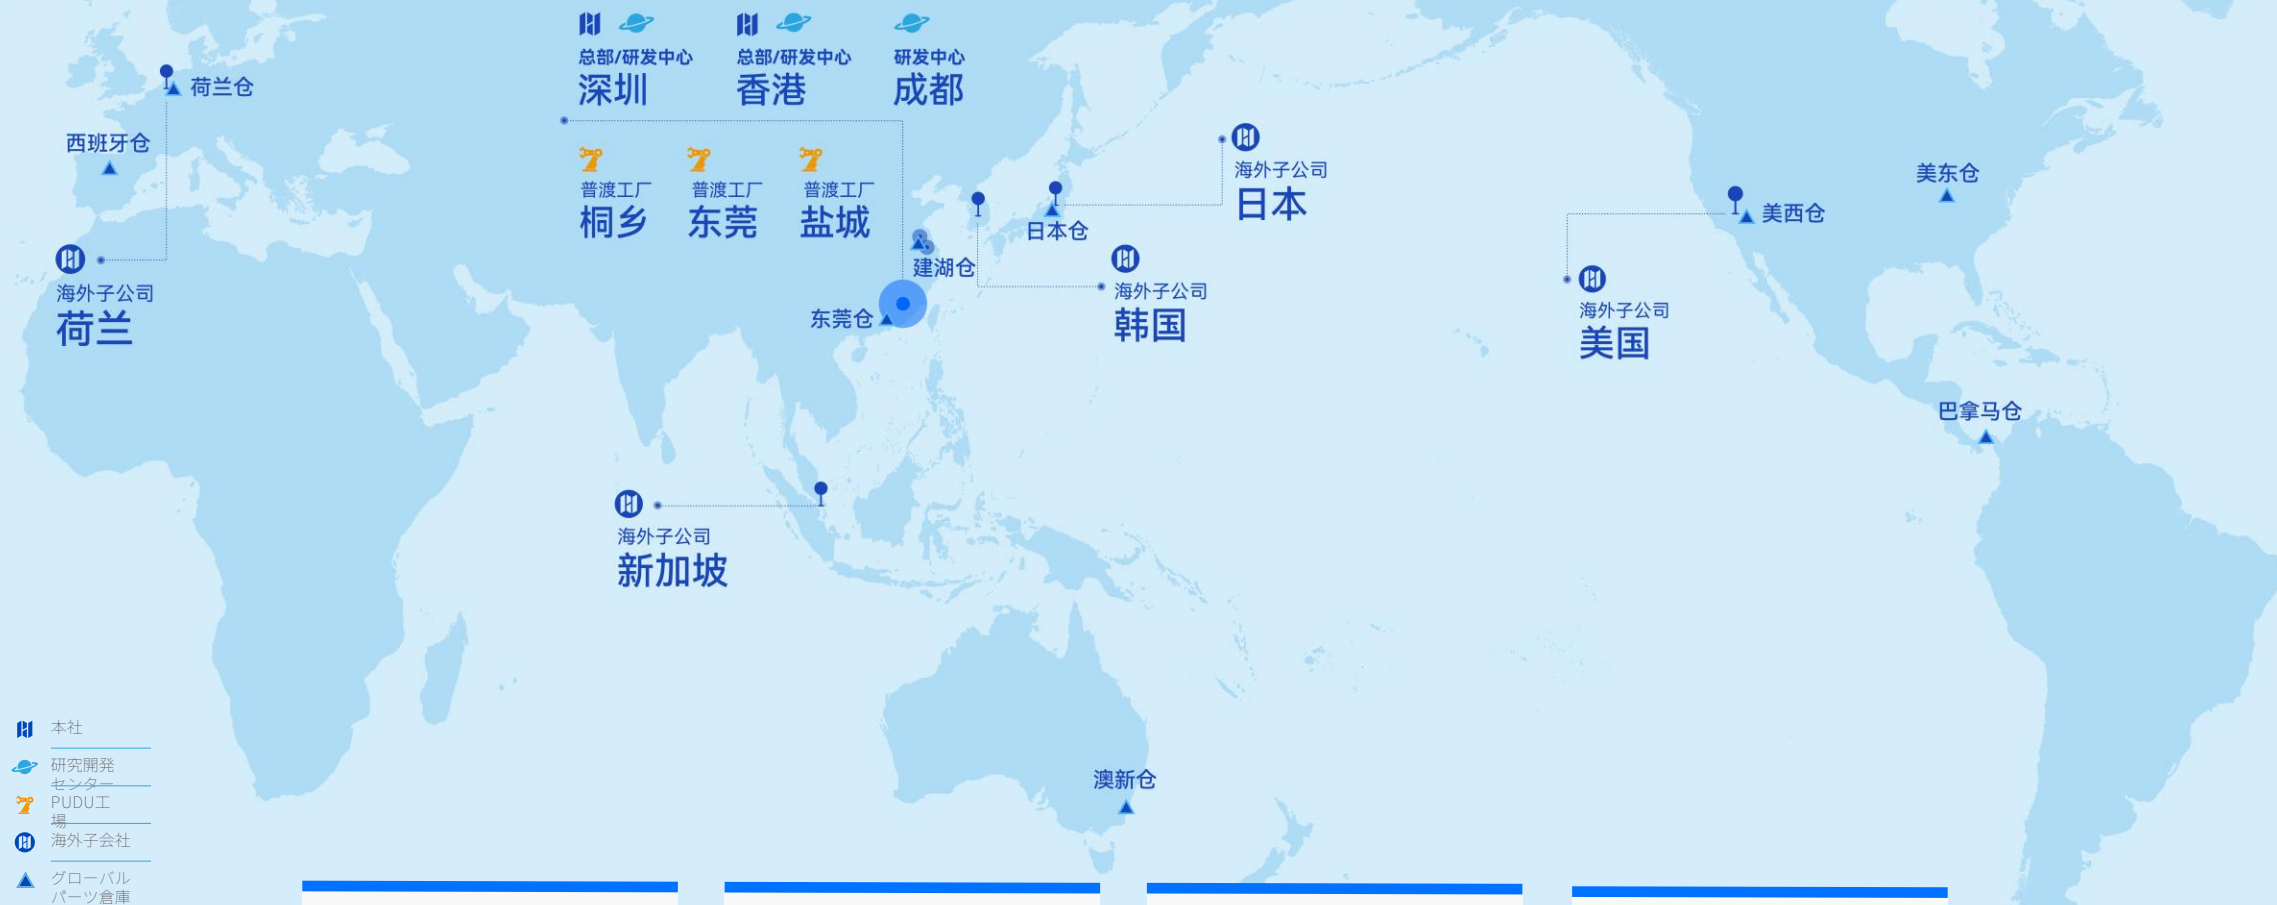 总部/研发中心
深圳
总部/研发中心
香港
研发中心
成都
普渡工厂
桐乡
普渡工厂
东莞
普渡工厂
盐城
荷兰仓
西班牙仓
海外子公司
荷兰
建湖仓
东莞仓
日本仓
海外子公司
日本
海外子公司
韩国
海外子公司
新加坡
美东仓
美西仓
海外子公司
美国
巴拿马仓
澳新仓
本社
研究開発
センター
PUDU工
場
海外子会社
グローバル
パーツ倉庫